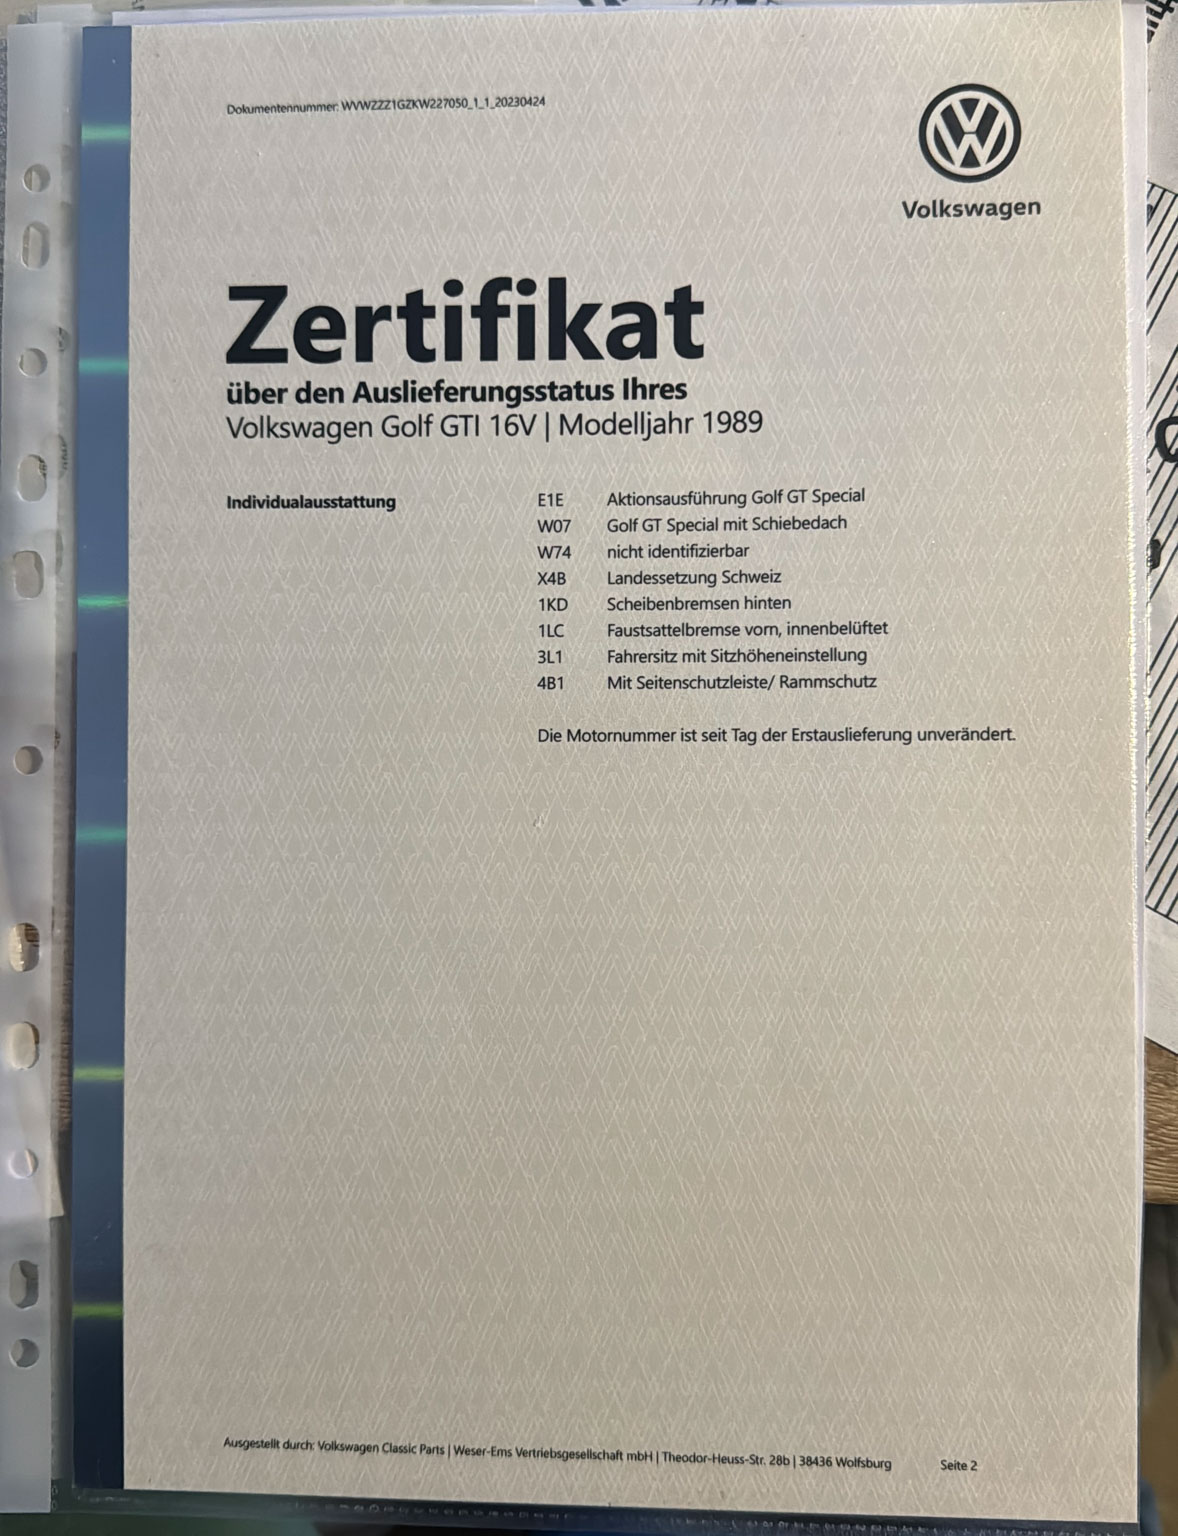 Dokumentennummer: WVWZZZ1GZKW227050_1_1_20230424
Volkswagen
Zertifikat
über den Auslieferungsstatus Ihres
Volkswagen Golf GTI 16V | Modelljahr 1989
Individualausstattung
E1E Aktionsausführung Golf GT Special
W07 Golf GT Special mit Schiebedach
W74 nicht identifizierbar
X4B Landessetzung Schweiz
1KD Scheibenbremsen hinten
1LC Faustsattelbremse vorn, innenbelüftet
3L1 Fahrersitz mit Sitzhöheneinstellung
4B1 Mit Seitenschutzleiste/ Rammschutz
Die Motornummer ist seit Tag der Erstauslieferung unverändert.
Ausgestellt durch: Volkswagen Classic Parts | Weser-Ems Vertriebsgesellschaft mbH | Theodor-Heuss-Str. 28b | 38436 Wolfsburg Seite 2